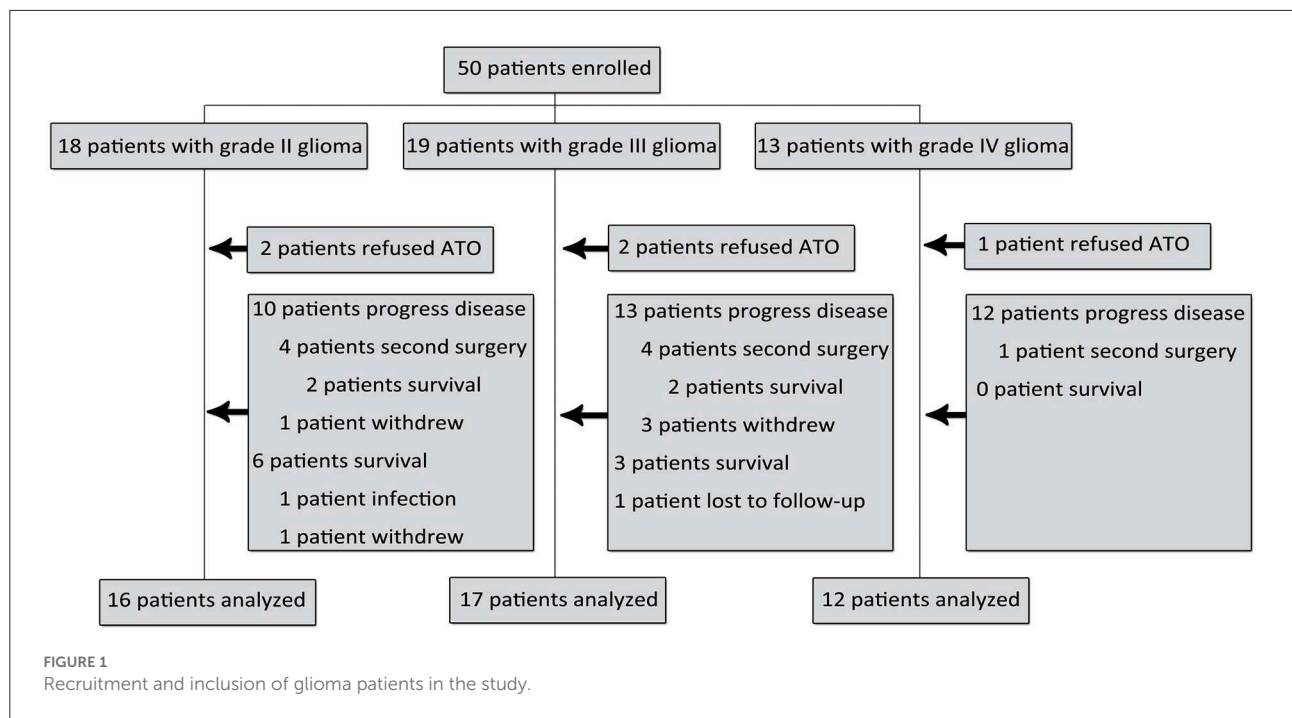 50 patients enrolled
18 patients with grade II glioma
19 patients with grade III glioma
13 patients with grade IV glioma
2 patients refused ATO
2 patients refused ATO
1 patient refused ATO
10 patients progress disease
4 patients second surgery
2 patients survival
1 patient withdrew
6 patients survival
1 patient infection
1 patient withdrew
13 patients progress disease
4 patients second surgery
2 patients survival
3 patients withdrew
3 patients survival
1 patient lost to follow-up
12 patients progress disease
1 patient second surgery
0 patient survival
16 patients analyzed
17 patients analyzed
12 patients analyzed
FIGURE 1
Recruitment and inclusion of glioma patients in the study.